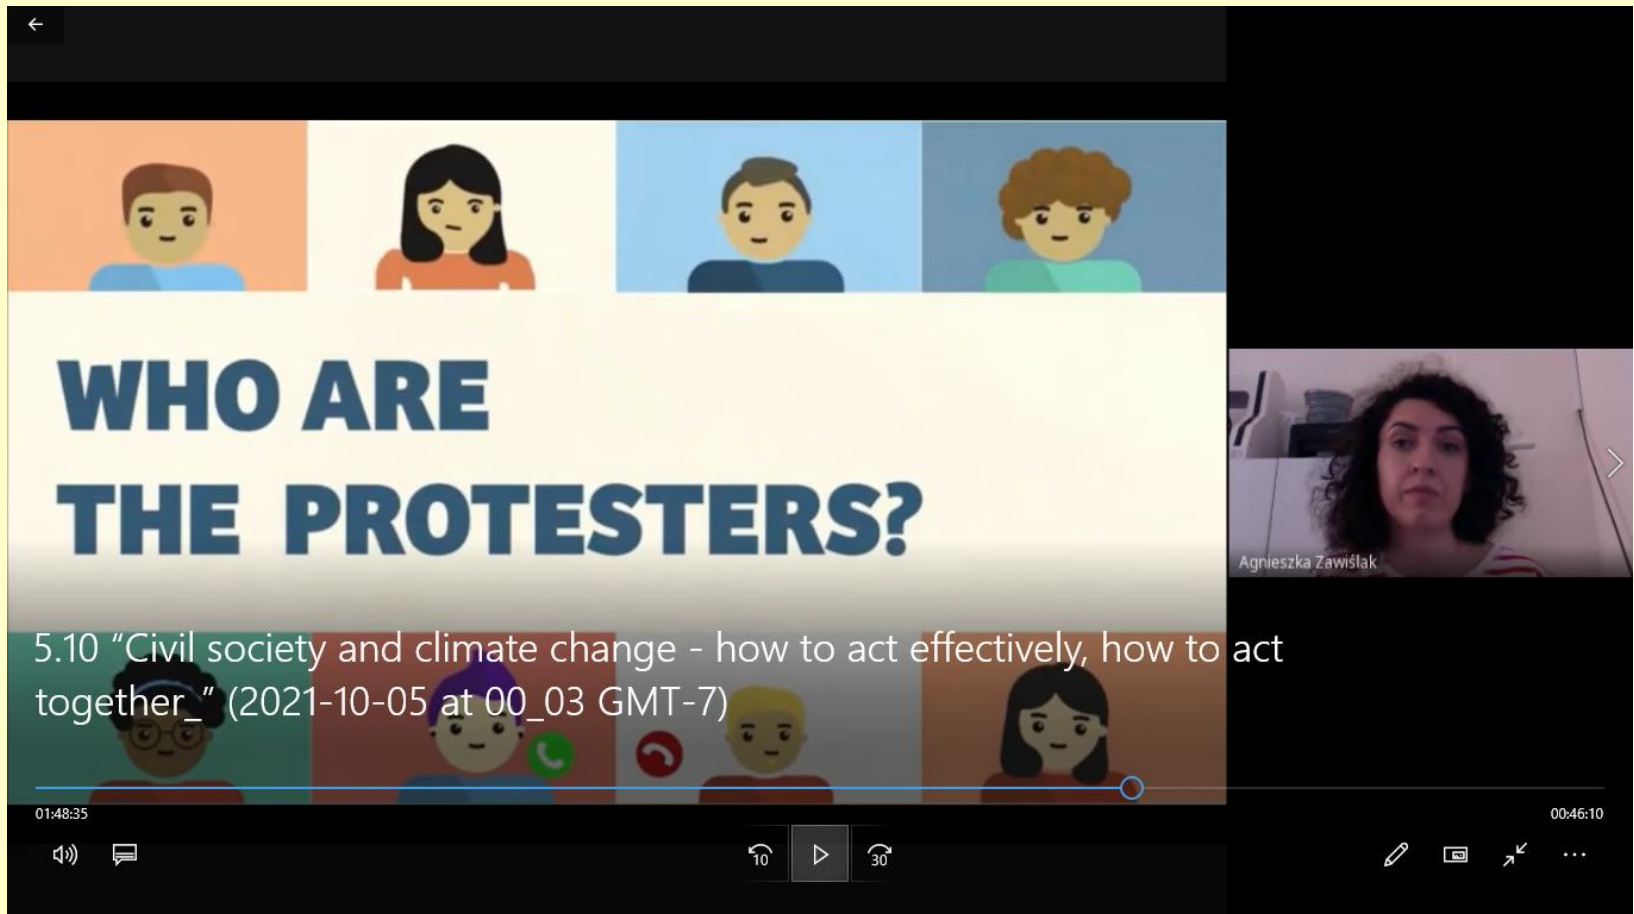 WHO ARE
THE PROTESTERS?
Agnieszka Zawiślak
5.10 “Civil society and climate change - how to act effectively, how to act
together_” (2021-10-05 at 00_03 GMT-7)
01:48:35
00:46:10
10
30